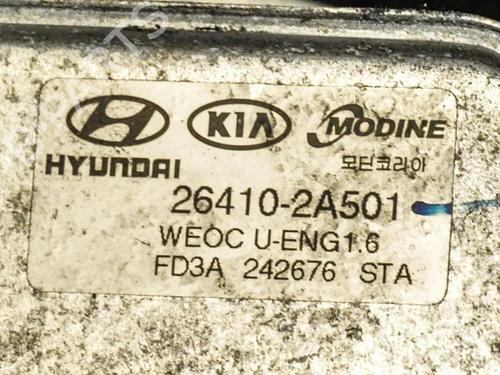 HYUNDAI KIA MODINE
모딘코리아
26410-2A501
WEOC U-ENG1.6
FD3A 242676 STA